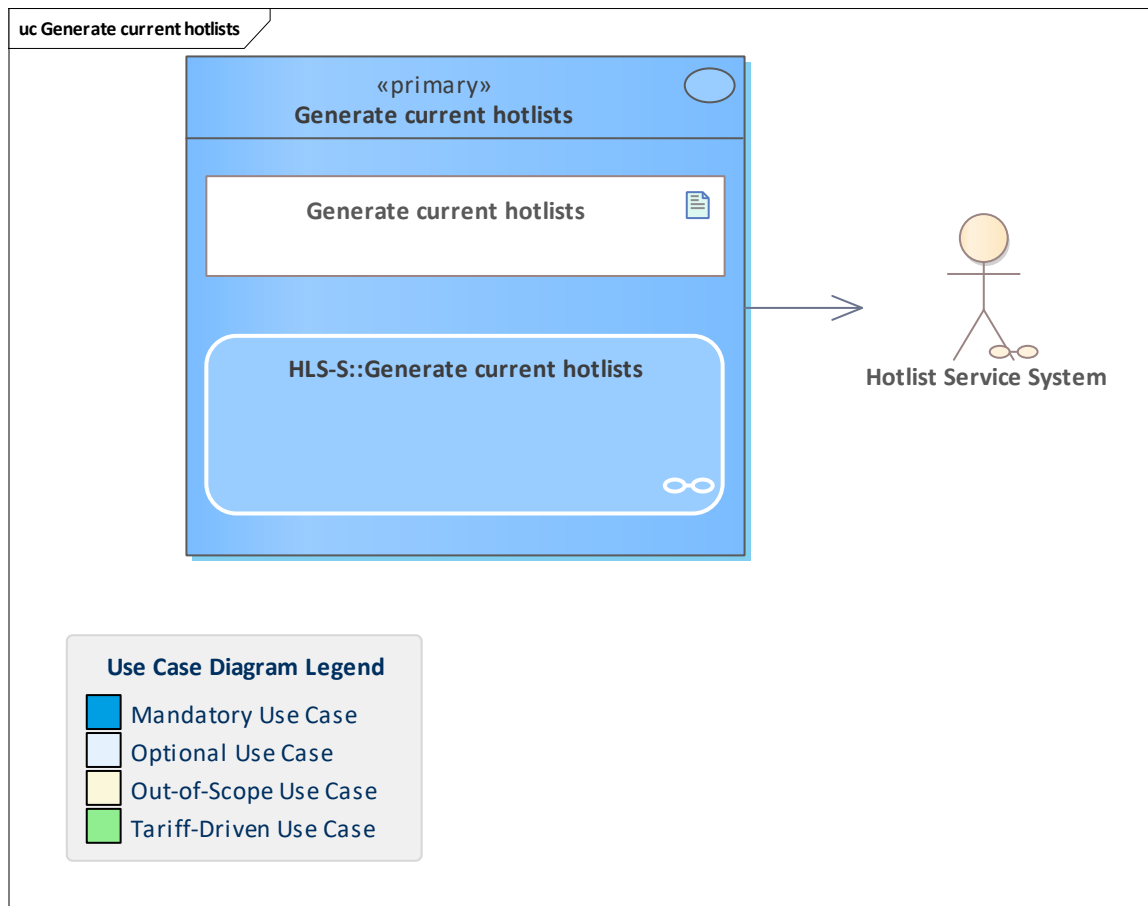 uc Generate current hotlists
«primary»
Generate current hotlists
Generate current hotlists
HLS-S::Generate current hotlists
Hotlist Service System
Use Case Diagram Legend
Mandatory Use Case
Optional Use Case
Out-of-Scope Use Case
Tariff-Driven Use Case